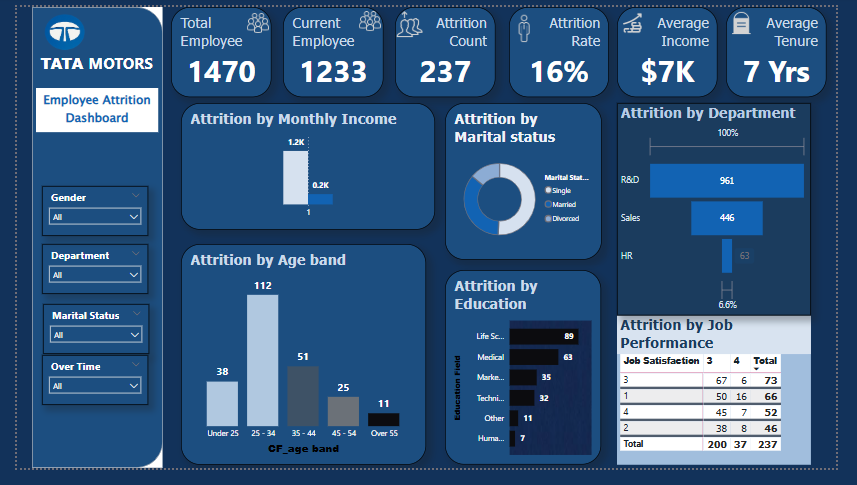 TATA MOTORS
Employee Attrition
Dashboard
Gender
All
Department
All
Marital Status
All
Over Time
All
Total
Employee
1470
Current
Employee
1233
Attrition
Count
237
Attrition
Rate
16%
Average
Income
$7K
Average
Tenure
7 Yrs
Attrition by Monthly Income
1.2K
0.2K
1
Attrition by
Marital status
Marital Stat...
Single
Married
Divorced
Attrition by Department
100%
R&D 961
Sales 446
HR 63
6.6%
Attrition by Age band
38
112
51
25
11
Under 25 25 - 34 35 - 44 45 - 54 Over 55
CF_age band
Attrition by
Education
Education Field
Life Sc... 89
Medical 63
Marke... 35
Techni... 32
Other 11
Huma... 7
Attrition by Job
Performance
Job Satisfaction 3 4 Total
3 67 6 73
1 50 16 66
4 45 7 52
2 38 8 46
Total 200 37 237